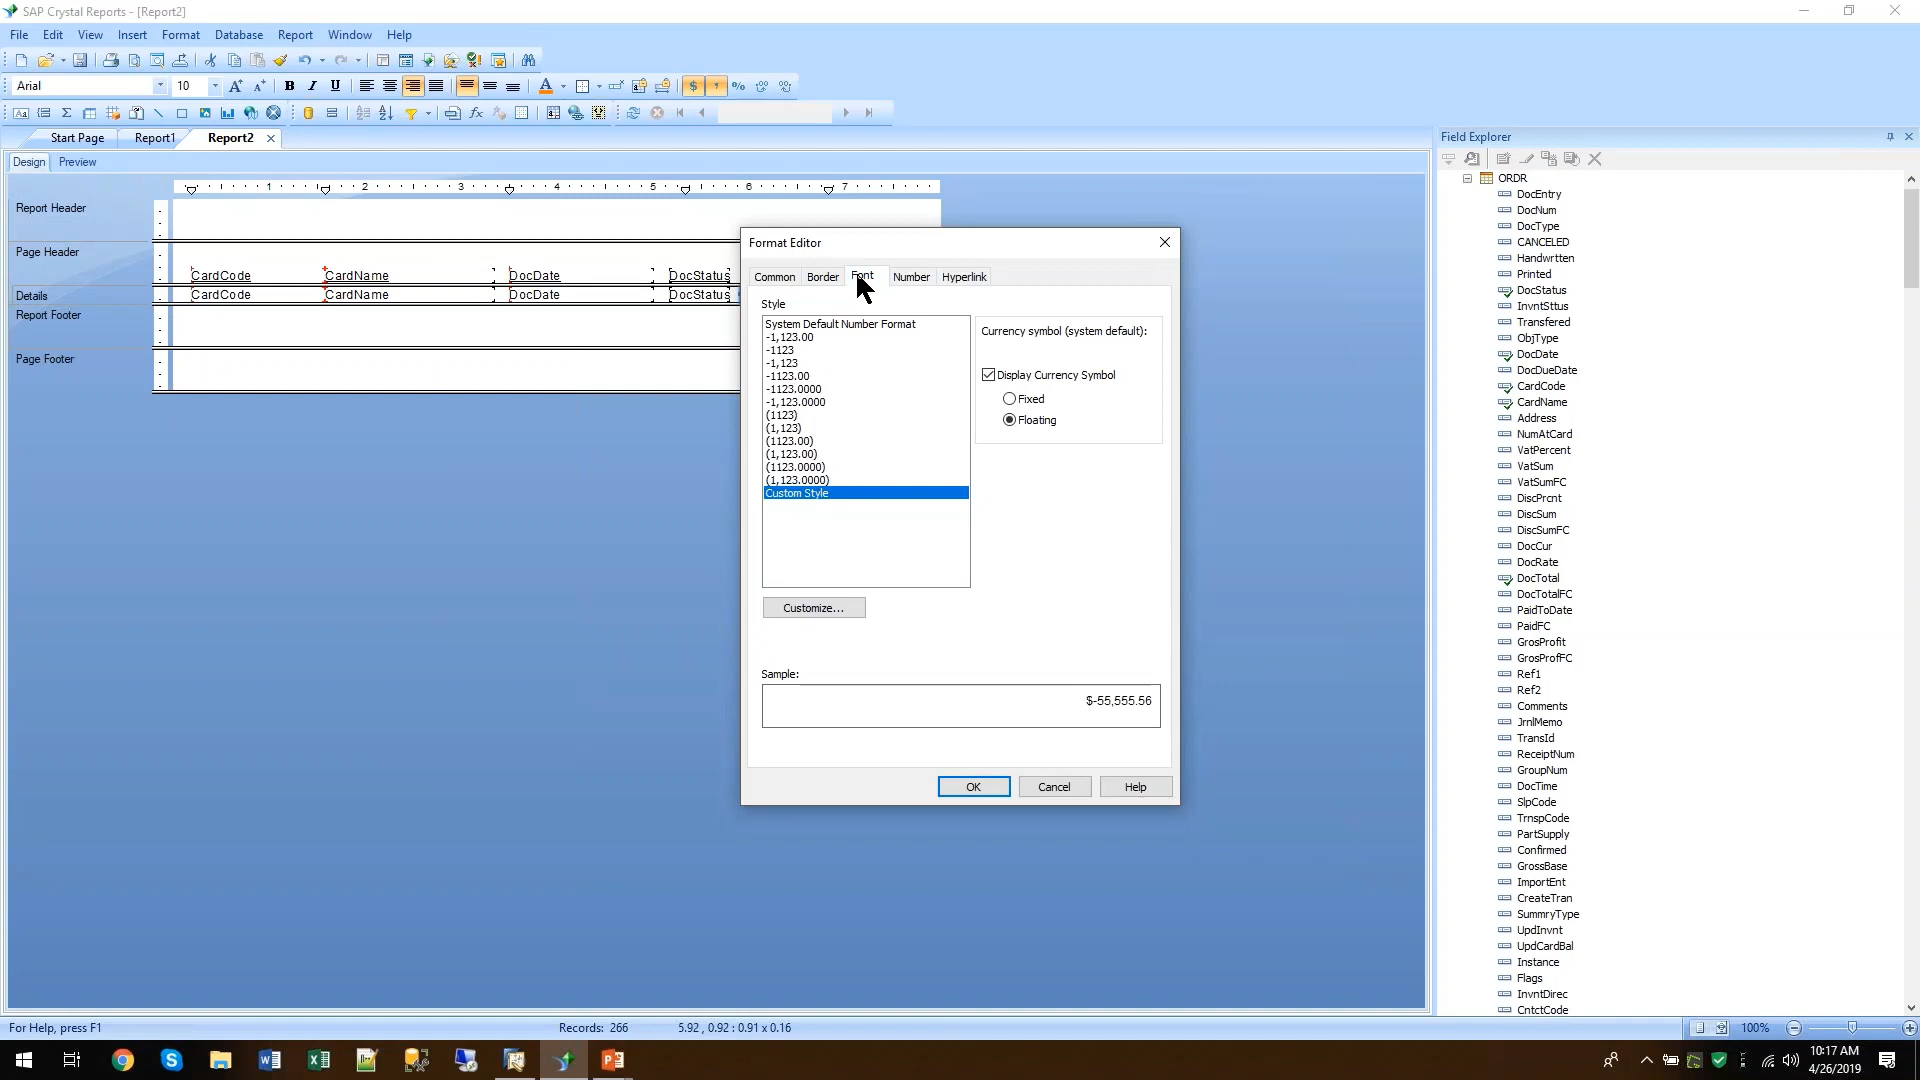 SAP Crystal Reports - [Report2]
File Edit View Insert Format Database Report Window Help
Arial 10
Start Page Report1 Report2
Design Preview
1 2 3 4 5 6 7
Report Header
Page Header
CardCode CardName DocDate DocStatus
Details
CardCode CardName DocDate DocStatus
Report Footer
Page Footer
Format Editor
Common Border Font Number Hyperlink
Style
System Default Number Format
-1,123.00
-1123
-1,123
-1123.00
-1123.0000
-1,123.0000
(1123)
(1,123)
(1123.00)
(1,123.00)
(1123.0000)
(1,123.0000)
Custom Style
Currency symbol (system default):
Display Currency Symbol
Fixed
Floating
Customize...
Sample:
$-55,555.56
OK Cancel Help
Field Explorer
ORDR
DocEntry
DocNum
DocType
CANCELED
Handwrtten
Printed
DocStatus
InvntSttus
Transfered
ObjType
DocDate
DocDueDate
CardCode
CardName
Address
NumAtCard
VatPercent
VatSum
VatSumFC
DiscPrcnt
DiscSum
DiscSumFC
DocCur
DocRate
DocTotal
DocTotalFC
PaidToDate
PaidFC
GrosProfit
GrosProfFC
Ref1
Ref2
Comments
JrnlMemo
TransId
ReceiptNum
GroupNum
DocTime
SlpCode
TrnspCode
PartSupply
Confirmed
GrossBase
ImportEnt
CreateTran
SummryType
UpdInvnt
UpdCardBal
Instance
Flags
InvntDirec
CntctCode
For Help, press F1 Records: 266 5.92 , 0.92 : 0.91 x 0.16 100%
10:17 AM
4/26/2019